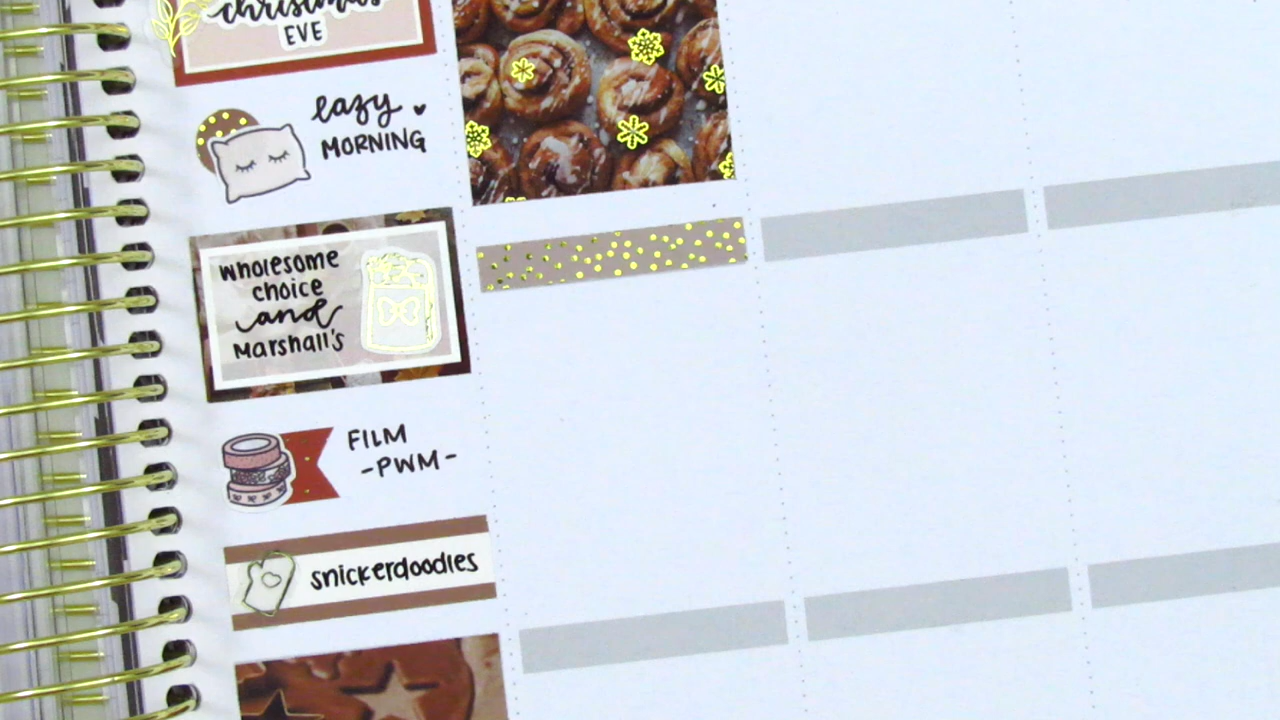 christmas
EVE
lazy
MORNING
wholesome
choice
and
Marshall's
FILM
-PWM-
snickerdoodles